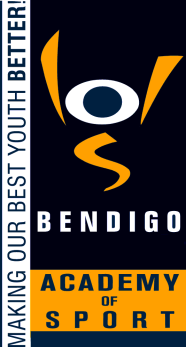 MAKING OUR BEST YOUTH BETTER!
BENDIGO
ACADEMY
OF
SPORT